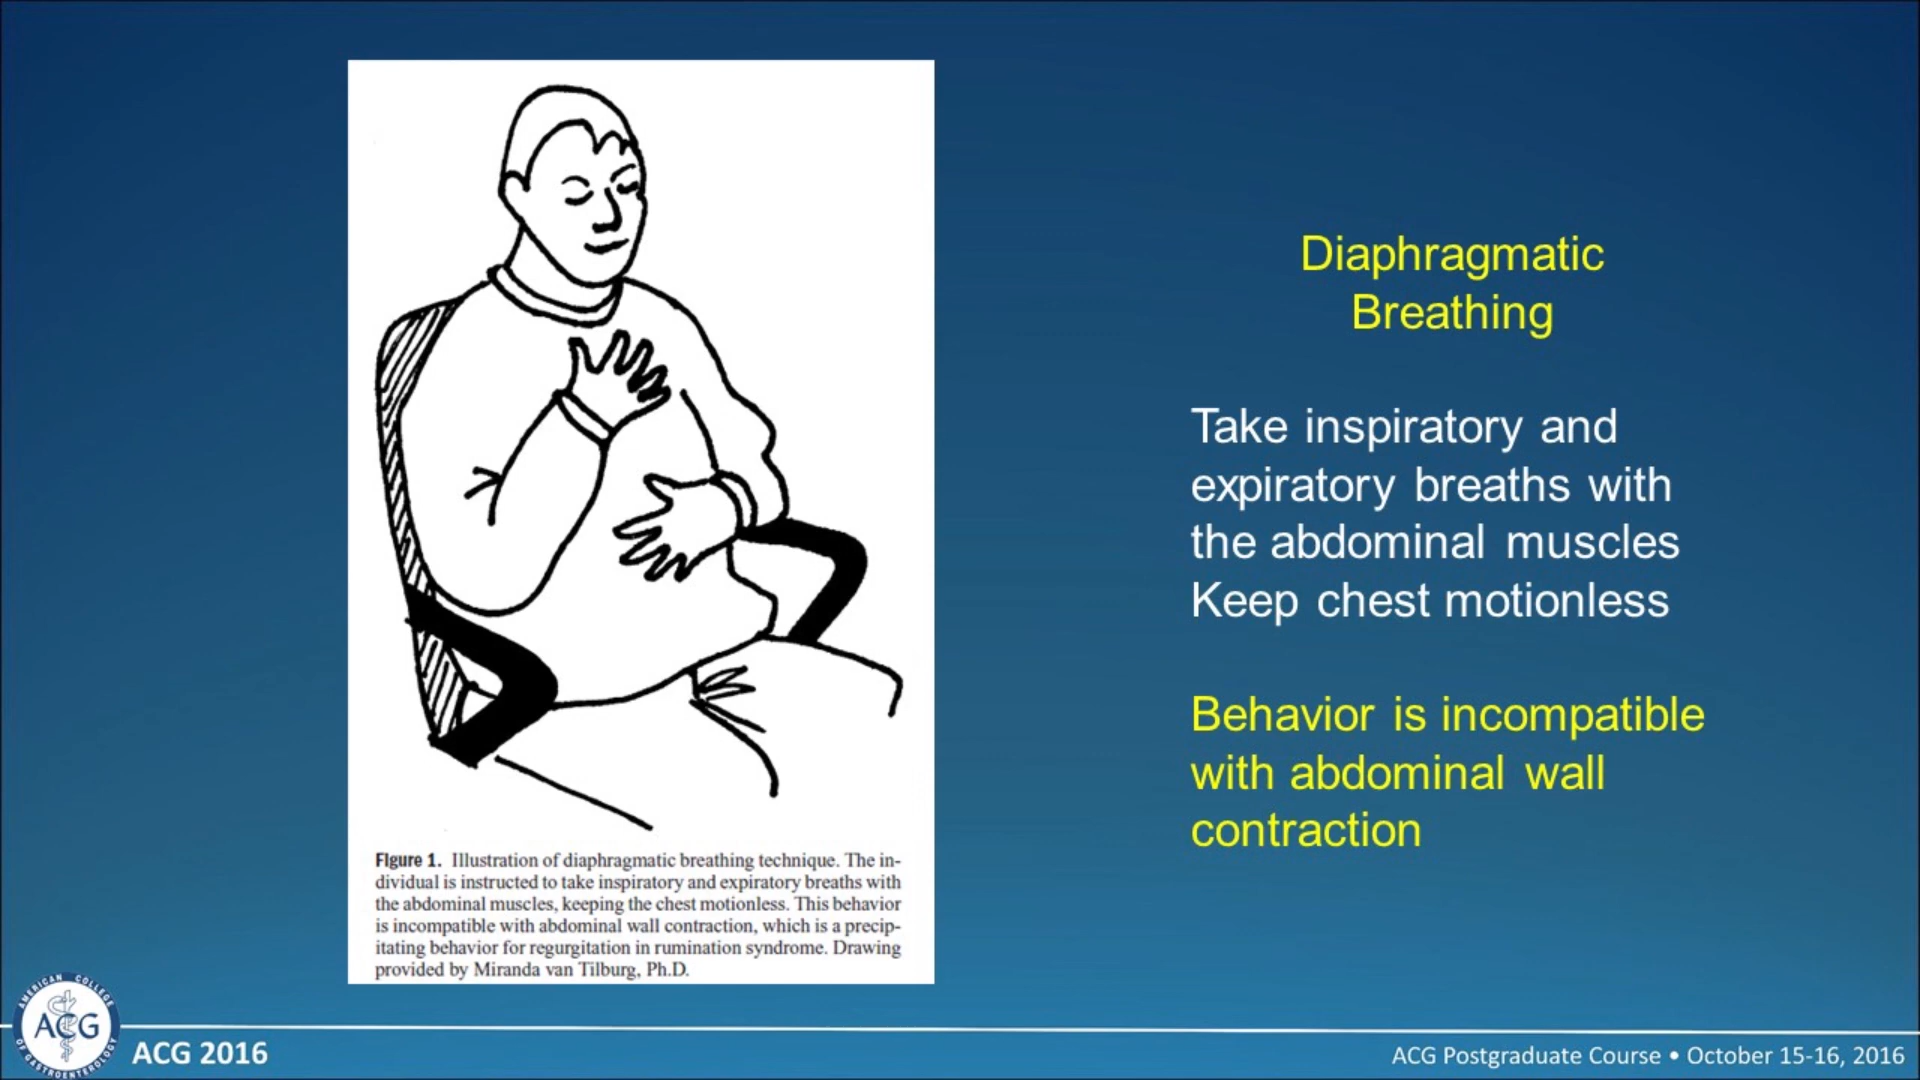 Diaphragmatic
Breathing
Take inspiratory and
expiratory breaths with
the abdominal muscles
Keep chest motionless
Behavior is incompatible
with abdominal wall
contraction
Figure 1. Illustration of diaphragmatic breathing technique. The in-
dividual is instructed to take inspiratory and expiratory breaths with
the abdominal muscles, keeping the chest motionless. This behavior
is incompatible with abdominal wall contraction, which is a precip-
itating behavior for regurgitation in rumination syndrome. Drawing
provided by Miranda van Tilburg, Ph.D.
AMERICAN COLLEGE
ACG
OF GASTROENTEROLOGY
ACG 2016
ACG Postgraduate Course • October 15-16, 2016